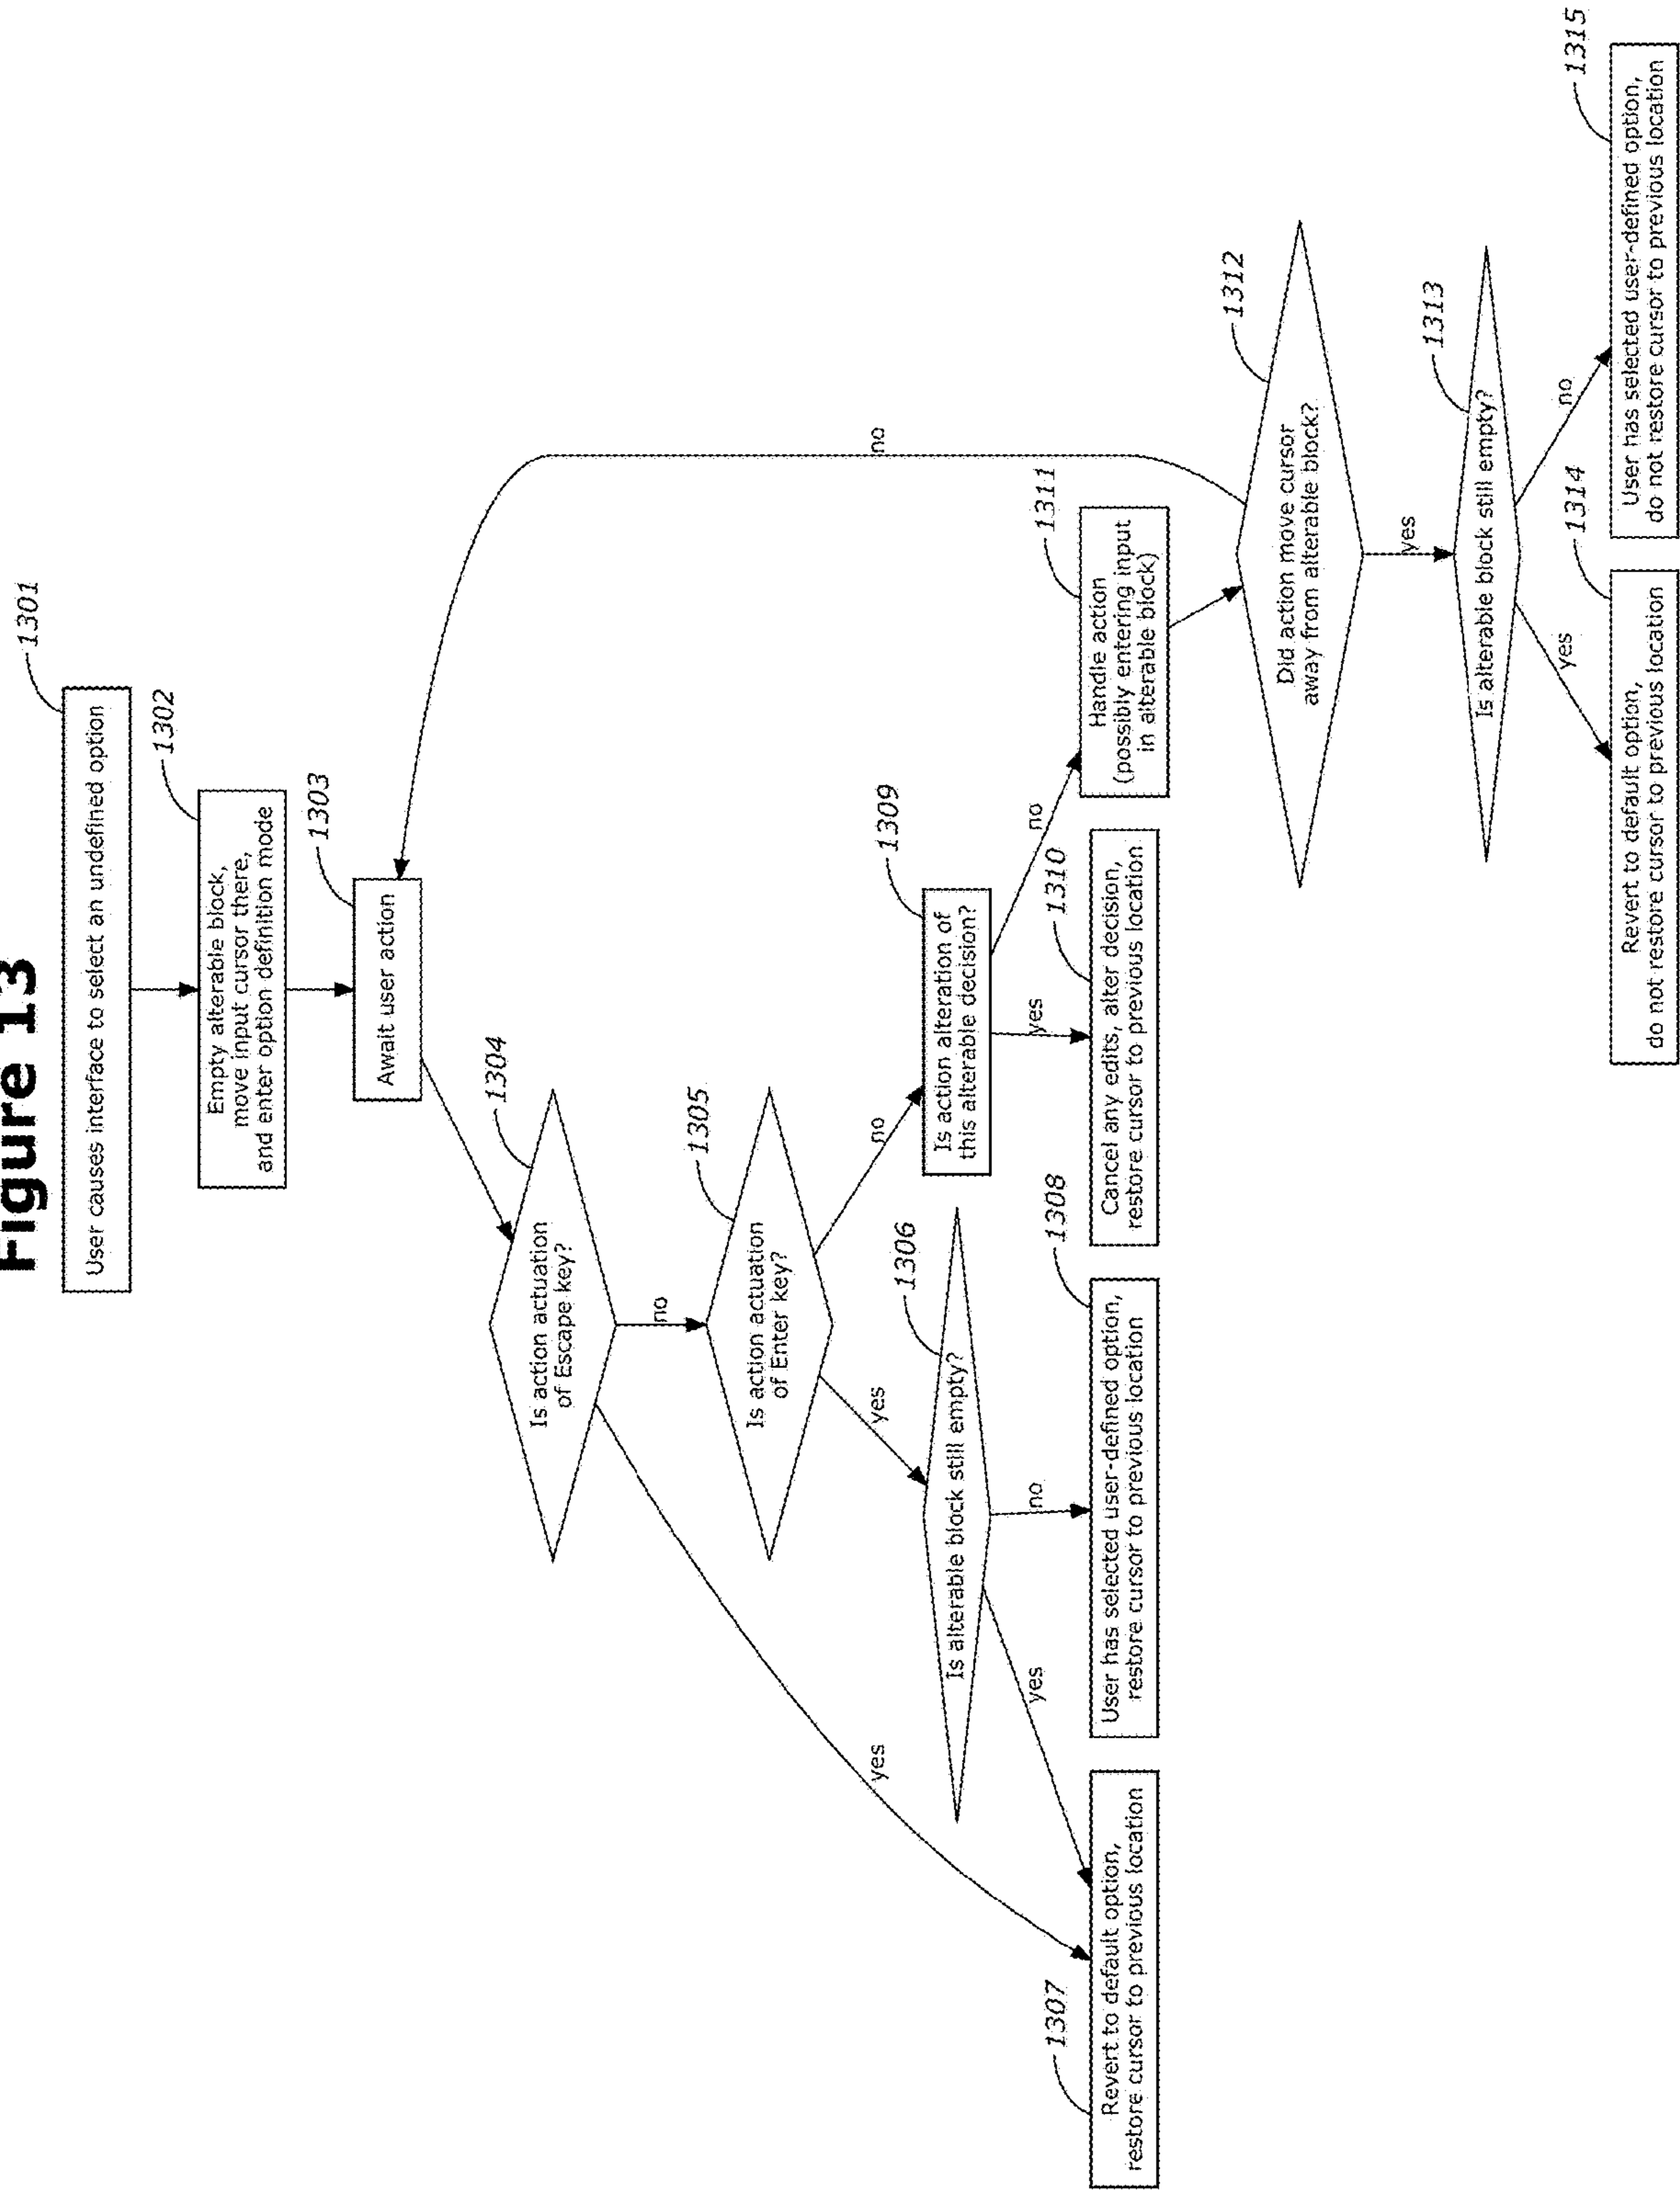 Figure 13
1301
User causes interface to select an undefined option
1302
Empty alterable block,
move input cursor there,
and enter option definition mode
1303
Await user action
1304
Is action actuation
of Escape key?
no
yes
1305
Is action actuation
of Enter key?
yes
no
1306
Is alterable block still empty?
yes
no
1309
Is action alteration of
this alterable decision?
yes
no
1307
Revert to default option,
restore cursor to previous location
1308
User has selected user-defined option,
restore cursor to previous location
1310
Cancel any edits, alter decision,
restore cursor to previous location
1311
Handle action
(possibly entering input
in alterable block)
no
1312
Did action move cursor
away from alterable block?
yes
1313
Is alterable block still empty?
yes
no
1314
Revert to default option,
do not restore cursor to previous location
1315
User has selected user-defined option,
do not restore cursor to previous location